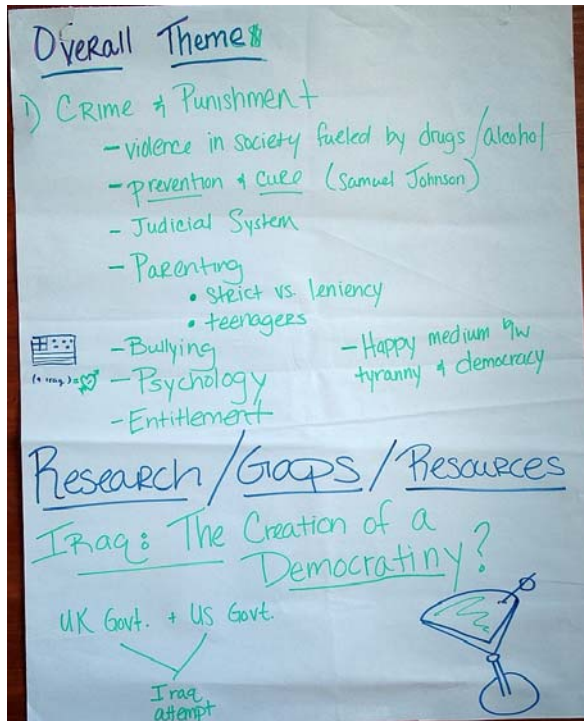 Overall Themes
1) Crime & Punishment
- violence in society fueled by drugs/alcohol
- prevention & cure (Samuel Johnson)
- Judicial System
- Parenting
• strict vs. leniency
• teenagers
- Bullying
- Psychology
- Entitlement
- Happy medium b/w
tyranny & democracy
(+ Iraq) =
Research/Gaps/Resources
Iraq: The Creation of a
Democratiny?
UK Govt. + US Govt.
Iraq
attempt